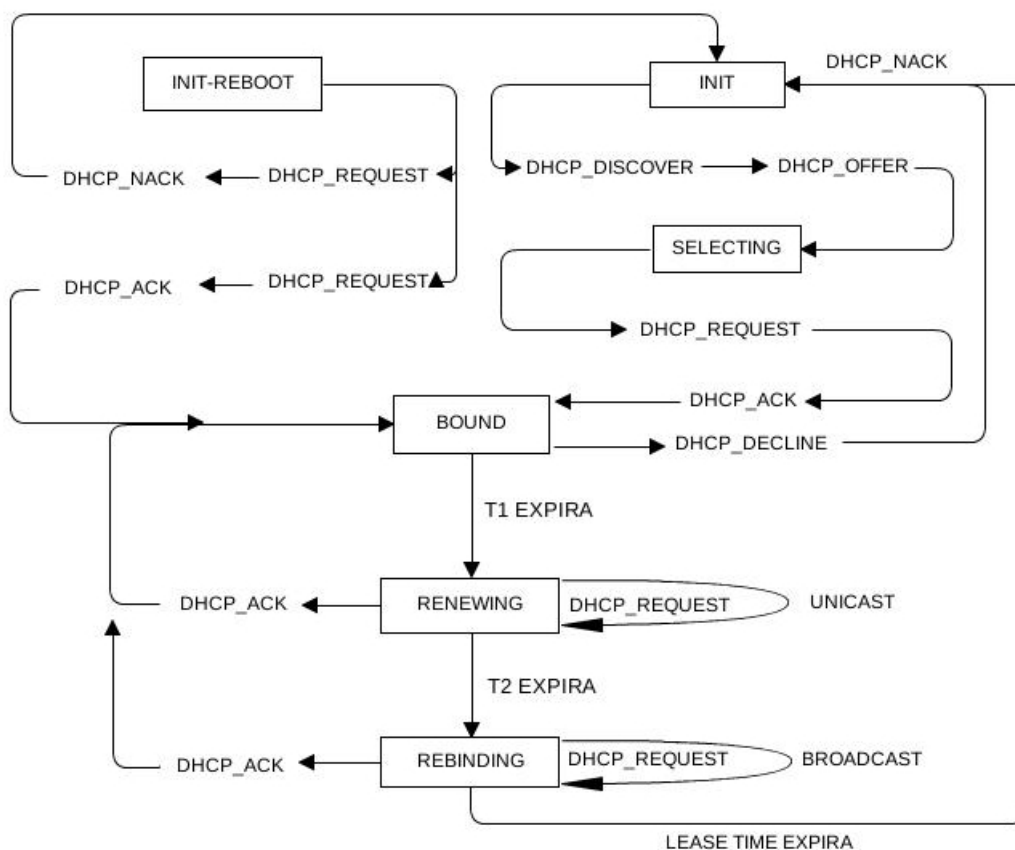 DHCP_NACK
INIT-REBOOT
INIT
DHCP_DISCOVER
DHCP_OFFER
DHCP_NACK
DHCP_REQUEST
SELECTING
DHCP_ACK
DHCP_REQUEST
DHCP_REQUEST
DHCP_ACK
BOUND
DHCP_DECLINE
T1 EXPIRA
DHCP_ACK
RENEWING
DHCP_REQUEST
UNICAST
T2 EXPIRA
DHCP_ACK
REBINDING
DHCP_REQUEST
BROADCAST
LEASE TIME EXPIRA